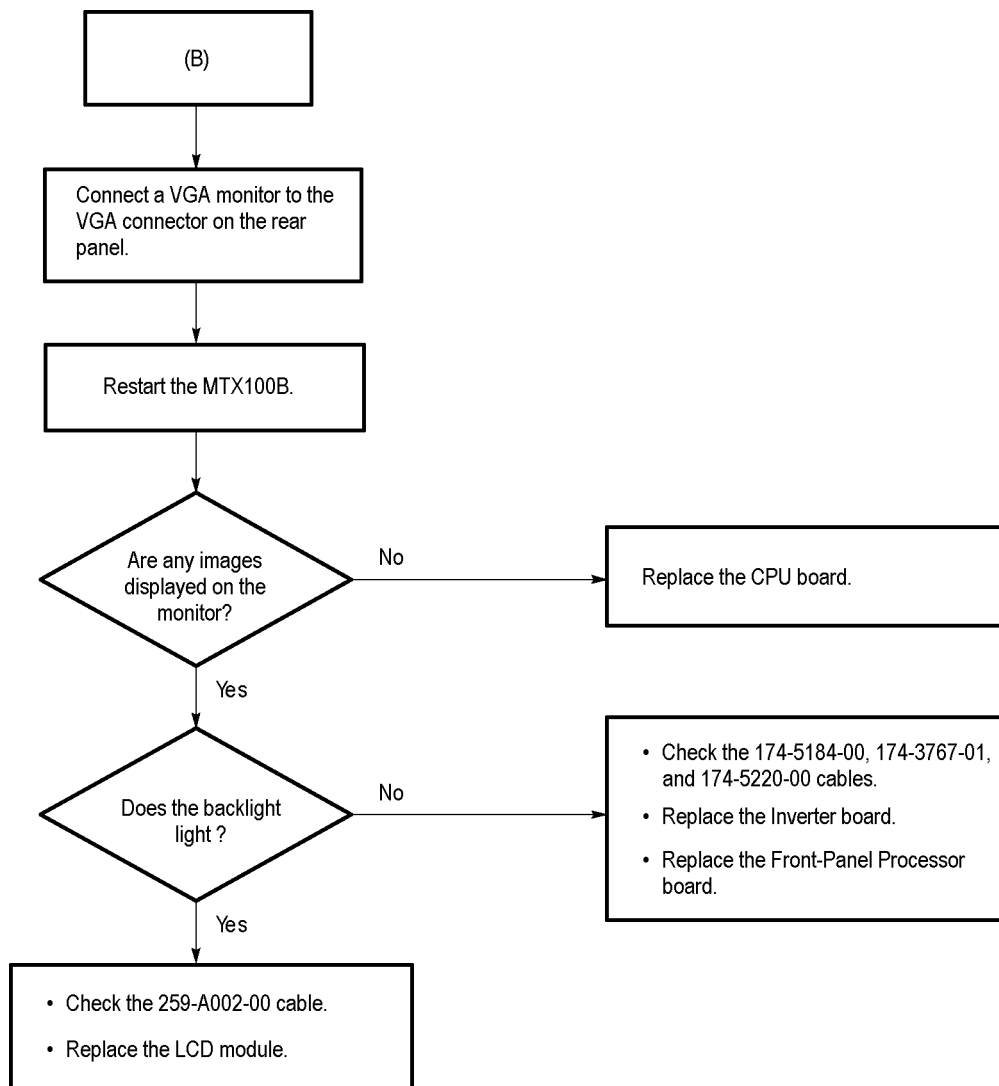 (B)
Connect a VGA monitor to the
VGA connector on the rear
panel.
Restart the MTX100B.
Are any images
displayed on the
monitor?
No
Replace the CPU board.
Yes
Does the backlight
light ?
No
• Check the 174-5184-00, 174-3767-01,
and 174-5220-00 cables.
• Replace the Inverter board.
• Replace the Front-Panel Processor
board.
Yes
• Check the 259-A002-00 cable.
• Replace the LCD module.